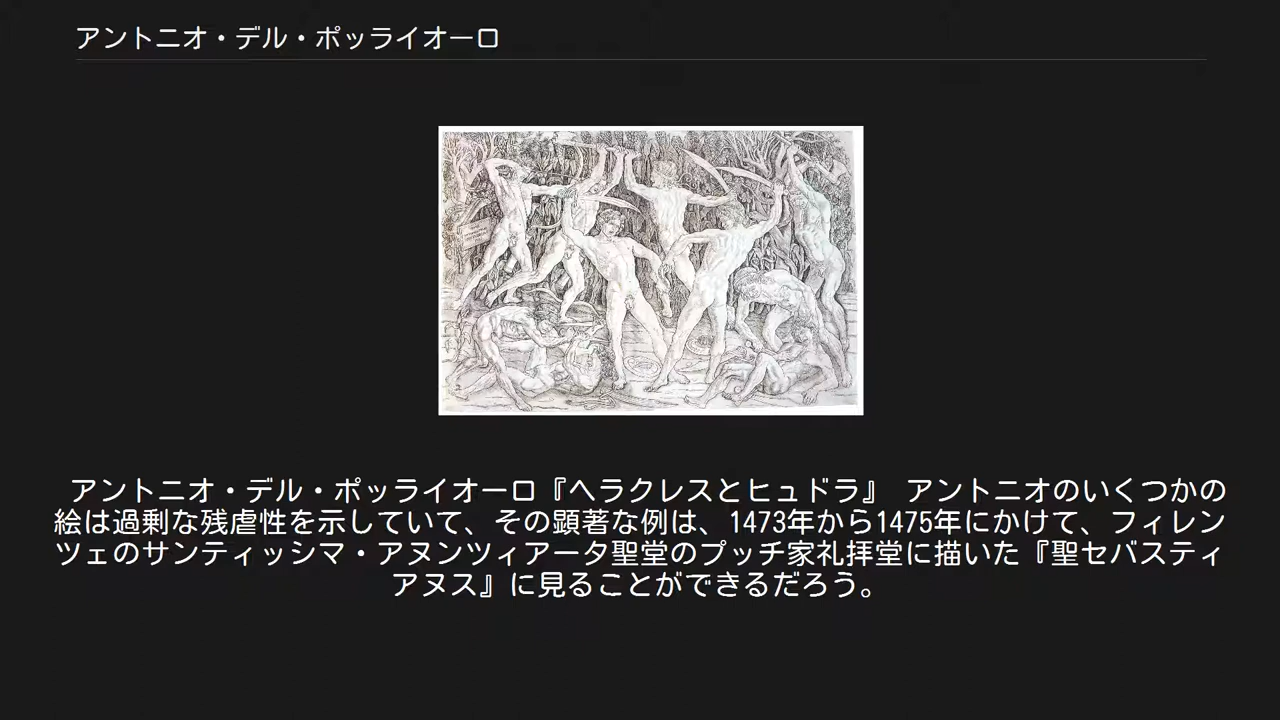 アントニオ・デル・ポッライオーロ
アントニオ・デル・ポッライオーロ『ヘラクレスとヒュドラ』 アントニオのいくつかの
絵は過剰な残虐性を示していて、その顕著な例は、1473年から1475年にかけて、フィレン
ツェのサンティッシマ・アヌンツィアータ聖堂のプッチ家礼拝堂に描いた『聖セバスティ
アヌス』に見ることができるだろう。